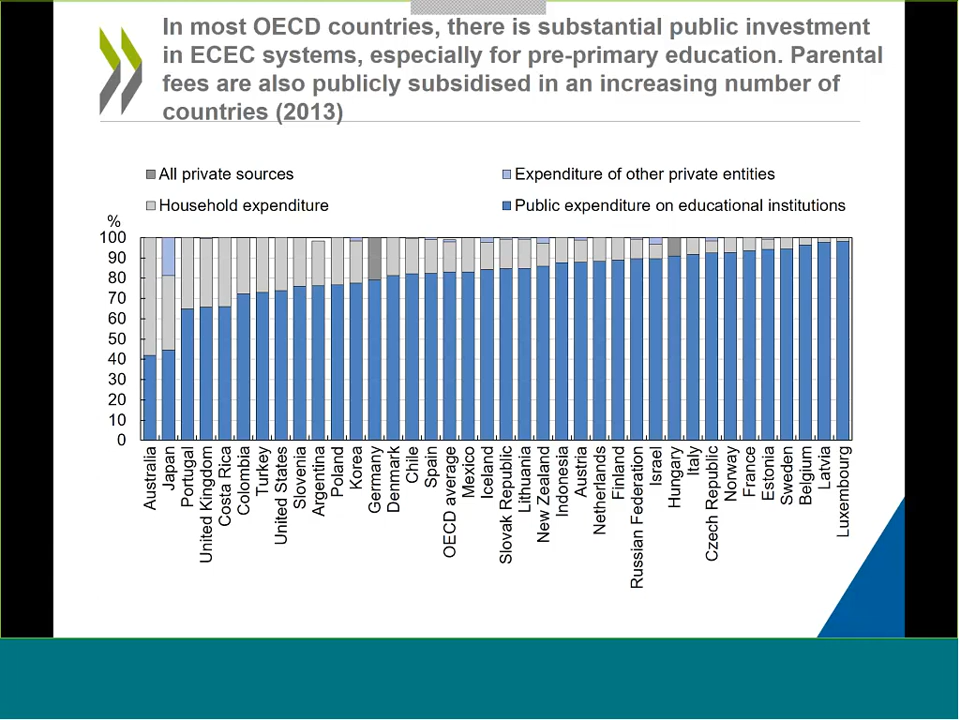 In most OECD countries, there is substantial public investment
in ECEC systems, especially for pre-primary education. Parental
fees are also publicly subsidised in an increasing number of
countries (2013)
All private sources
Expenditure of other private entities
Household expenditure
Public expenditure on educational institutions
%
100
90
80
70
60
50
40
30
20
10
0
Australia
Japan
Portugal
United Kingdom
Costa Rica
Colombia
Turkey
United States
Slovenia
Argentina
Poland
Korea
Germany
Denmark
Chile
Spain
OECD average
Mexico
Iceland
Slovak Republic
Lithuania
New Zealand
Indonesia
Austria
Netherlands
Finland
Russian Federation
Israel
Hungary
Italy
Czech Republic
Norway
France
Estonia
Sweden
Belgium
Latvia
Luxembourg